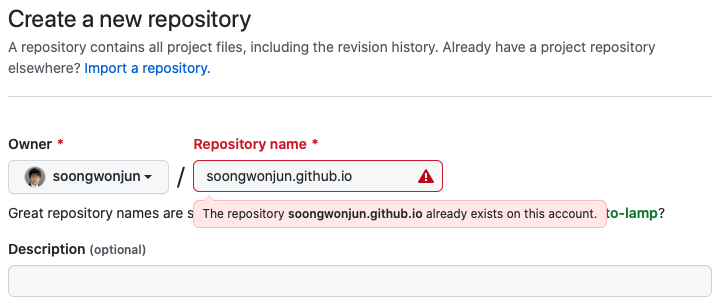 Create a new repository
A repository contains all project files, including the revision history. Already have a project repository
elsewhere? Import a repository.
Owner *
Repository name *
soongwonjun
/
soongwonjun.github.io
Great repository names are s
to-lamp?
The repository soongwonjun.github.io already exists on this account.
Description (optional)